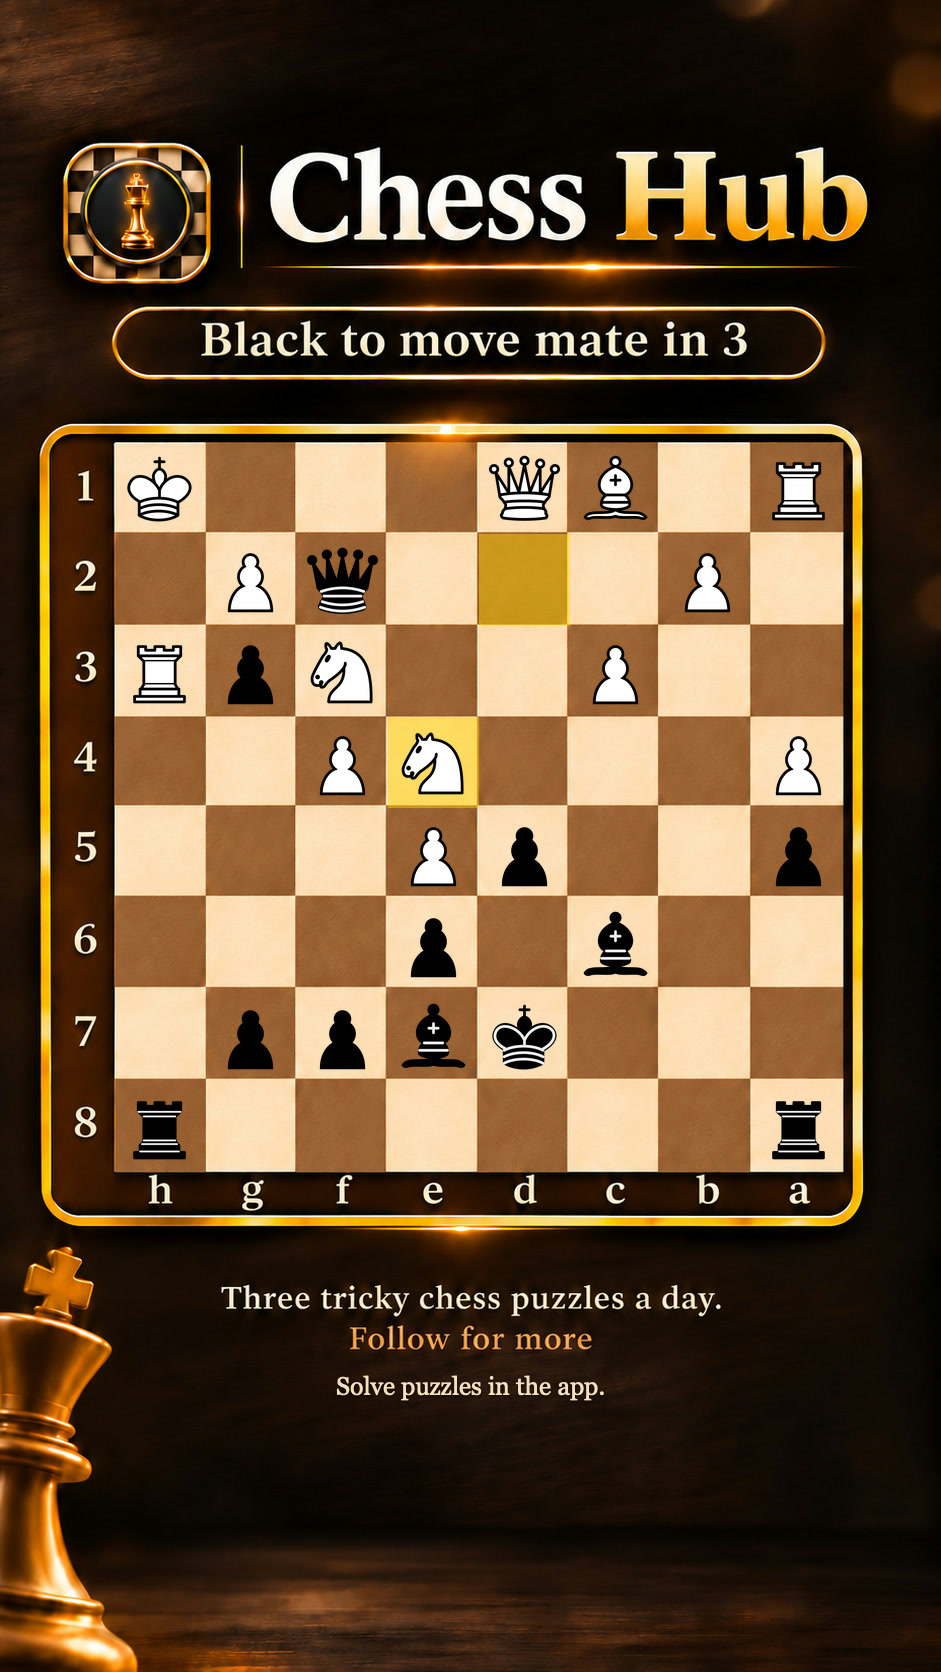 Chess Hub
Black to move mate in 3
1
2
3
4
5
6
7
8
h g f e d c b a
Three tricky chess puzzles a day.
Follow for more
Solve puzzles in the app.